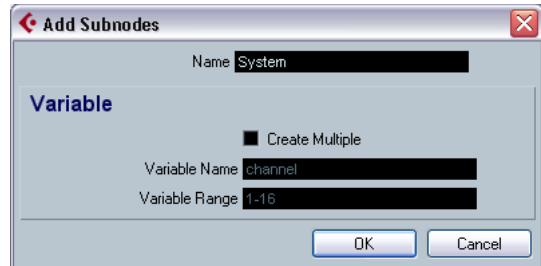 Add Subnodes
Name System
Variable
Create Multiple
Variable Name channel
Variable Range 1-16
OK Cancel